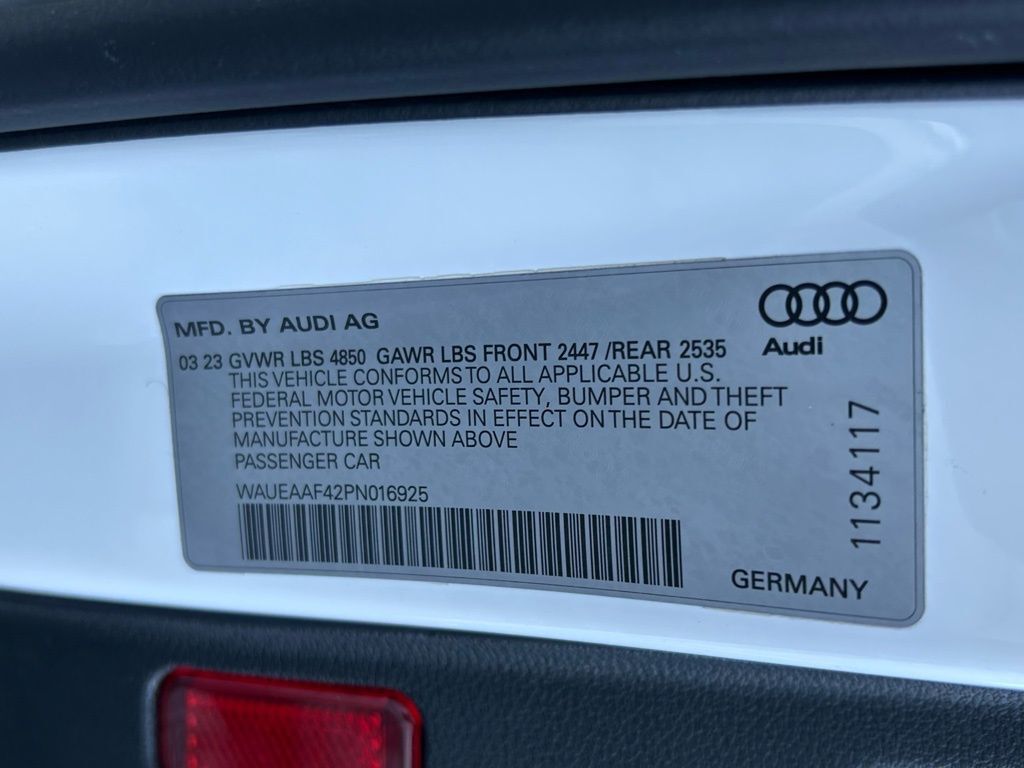 MFD. BY AUDI AG
Audi
03 23 GVWR LBS 4850 GAWR LBS FRONT 2447 /REAR 2535
THIS VEHICLE CONFORMS TO ALL APPLICABLE U.S.
FEDERAL MOTOR VEHICLE SAFETY, BUMPER AND THEFT
PREVENTION STANDARDS IN EFFECT ON THE DATE OF
MANUFACTURE SHOWN ABOVE
PASSENGER CAR
WAUEAAF42PN016925
1134117
GERMANY